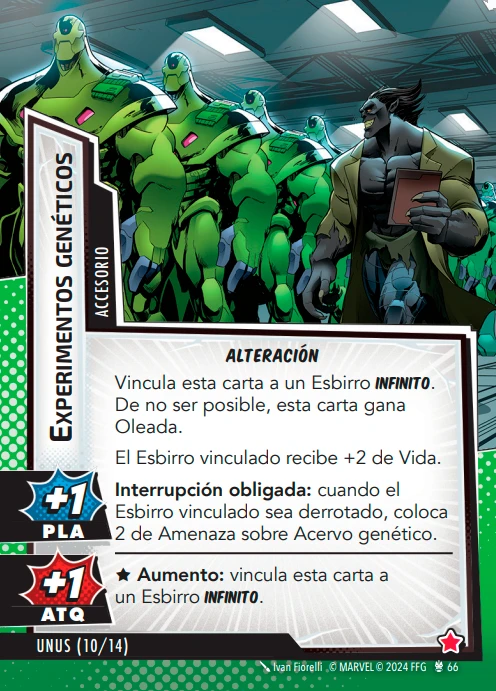 EXPERIMENTOS GENÉTICOS
ACCESORIO
ALTERACIÓN
Vincula esta carta a un Esbirro INFINITO.
De no ser posible, esta carta gana
Oleada.
El Esbirro vinculado recibe +2 de Vida.
+1
PLA
Interrupción obligada: cuando el
Esbirro vinculado sea derrotado, coloca
2 de Amenaza sobre Acervo genético.
+1
ATQ
★ Aumento: vincula esta carta a
un Esbirro INFINITO.
UNUS (10/14)
Ivan Fiorelli . © MARVEL © 2024 FFG 66